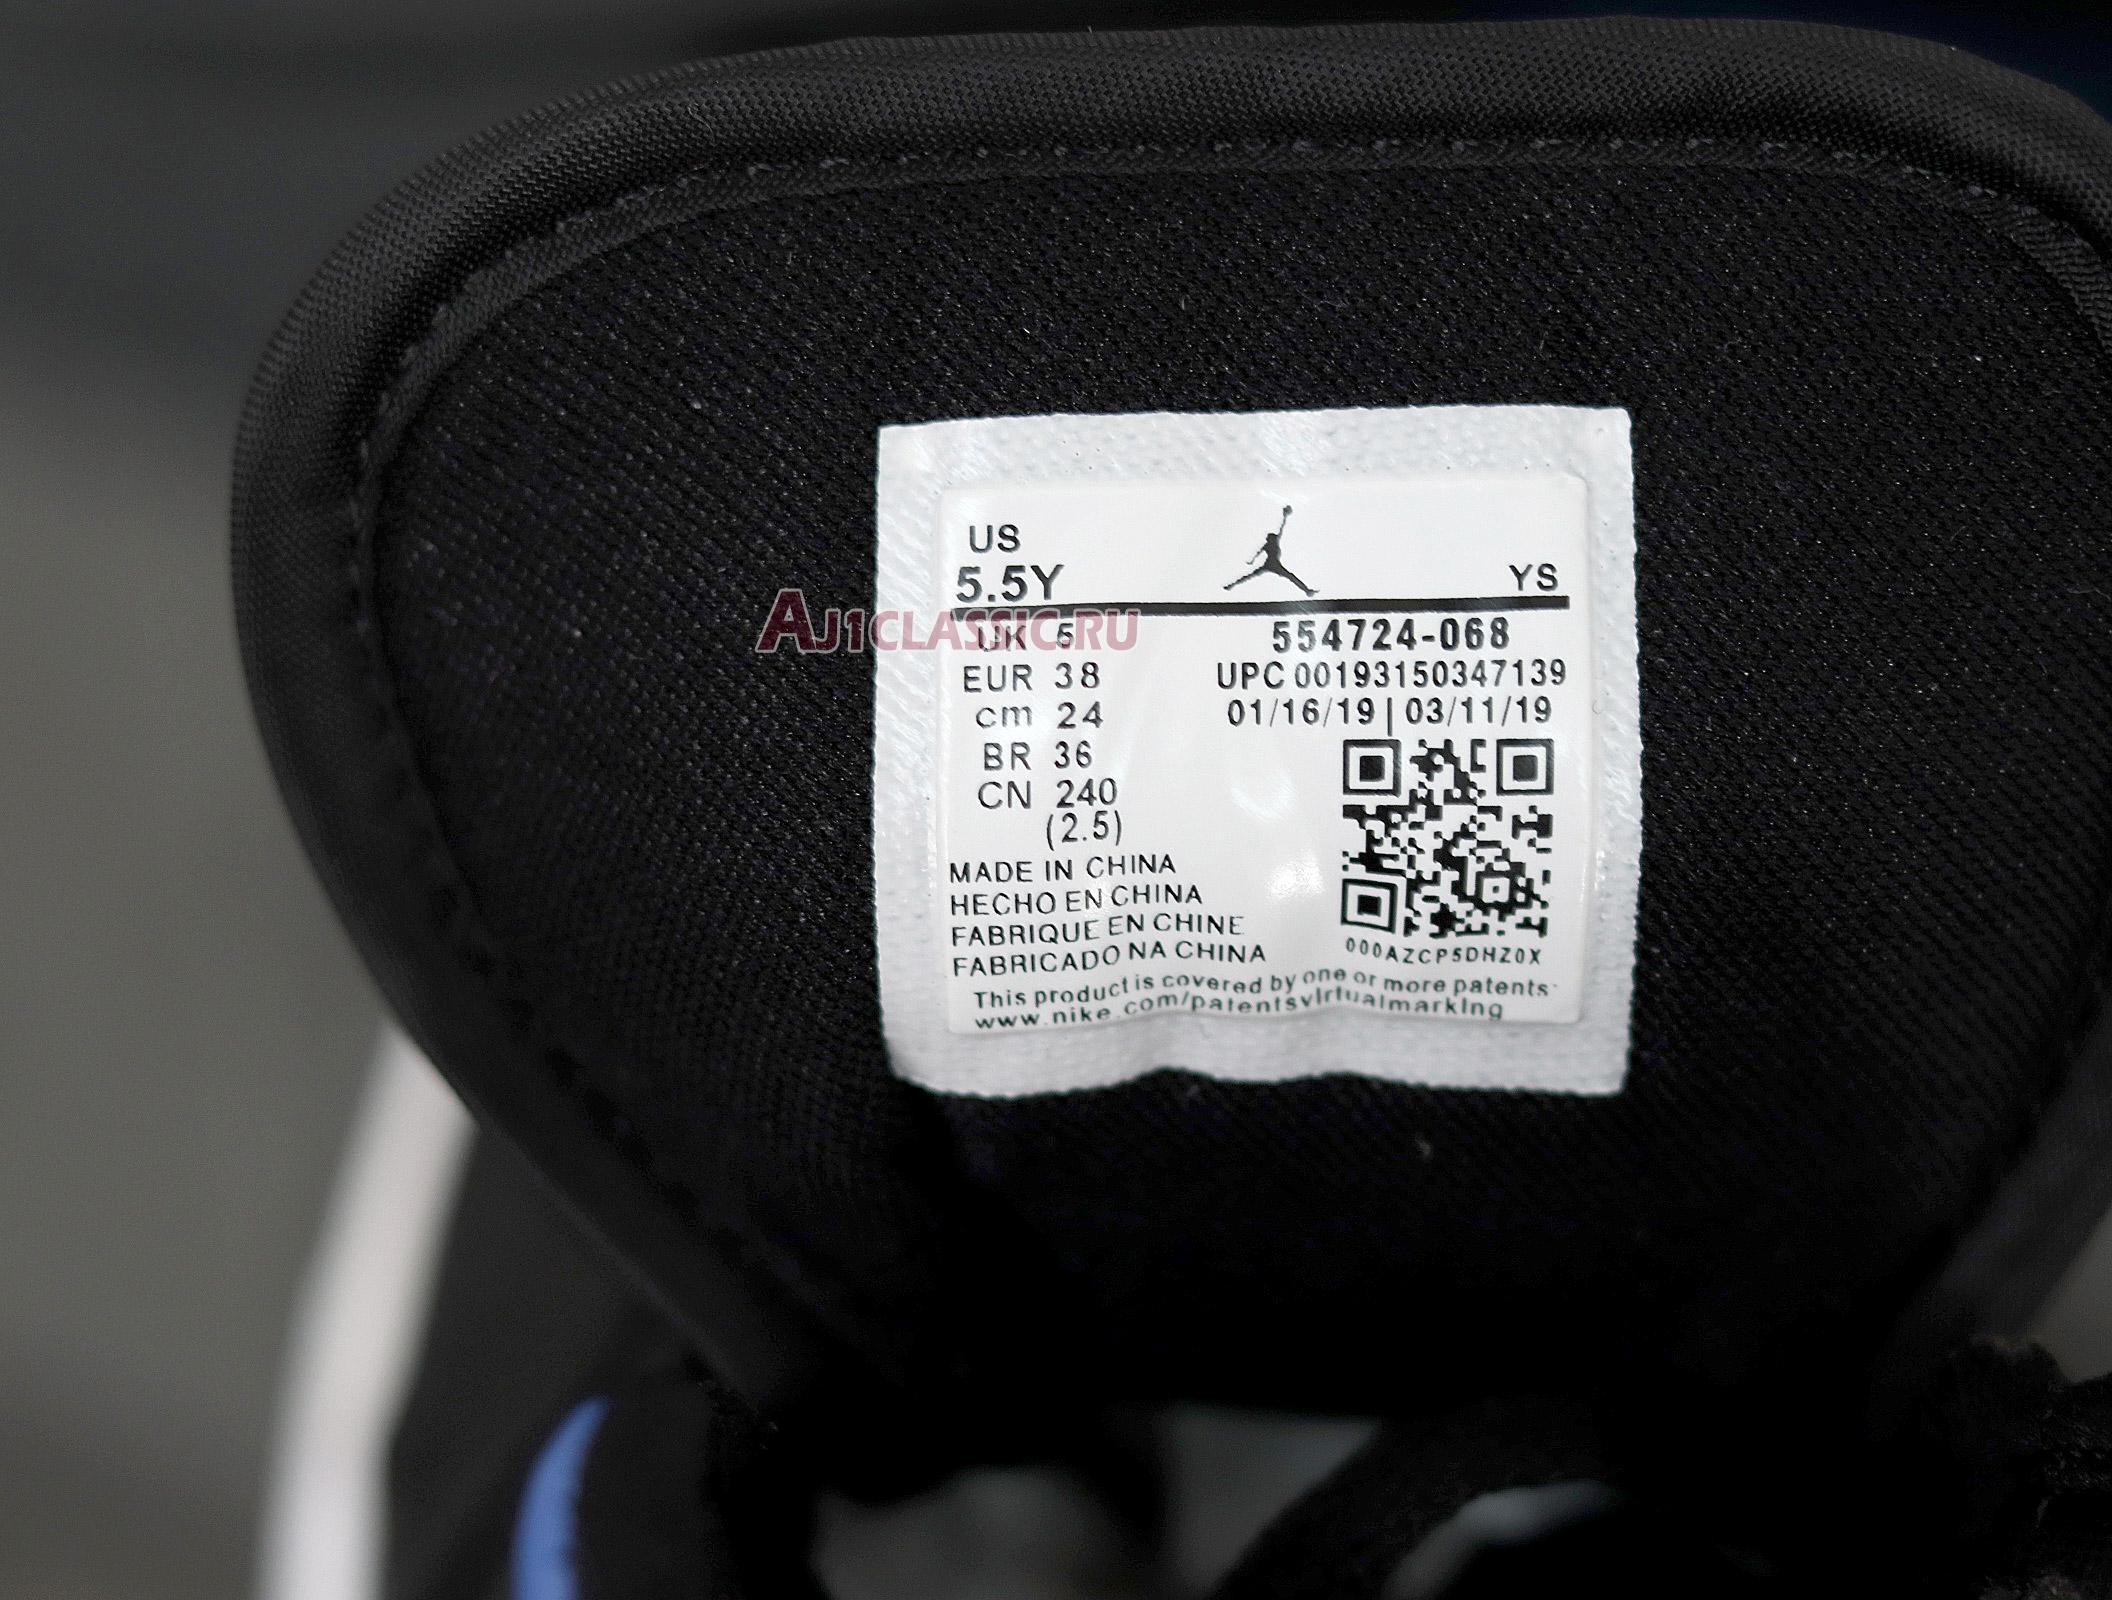 US
5.5Y
YS
UK 5
EUR 38
cm 24
BR 36
CN 240
(2.5)
554724-068
UPC 00193150347139
01/16/19 | 03/11/19
000AZCP5DHZ0X
MADE IN CHINA
HECHO EN CHINA
FABRIQUE EN CHINE
FABRICADO NA CHINA
This product is covered by one or more patents.
www.nike.com/patentsvirtualmarking
AJ1CLASSIC.RU